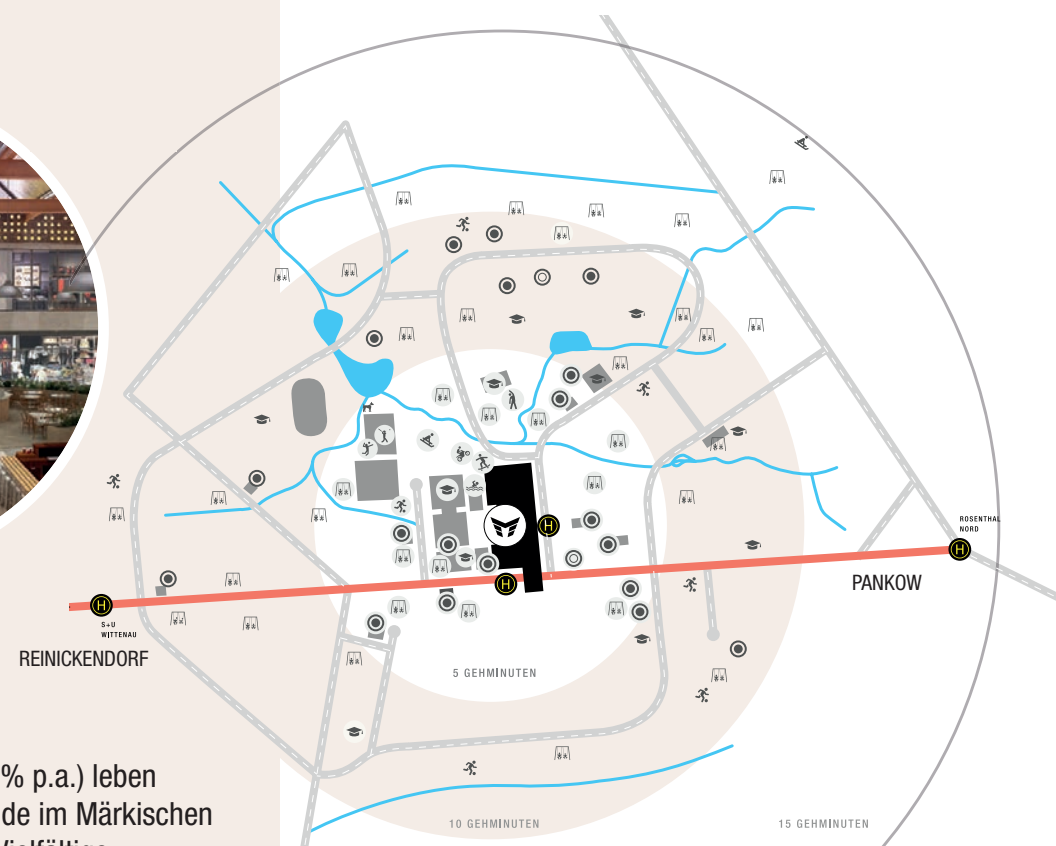 H
H
ROSENTHAL
NORD
H
PANKOW
H
S+U
WITTENAU
REINICKENDORF
5 GEHMINUTEN
% p.a.) leben
de im Märkischen
10 GEHMINUTEN
15 GEHMINUTEN